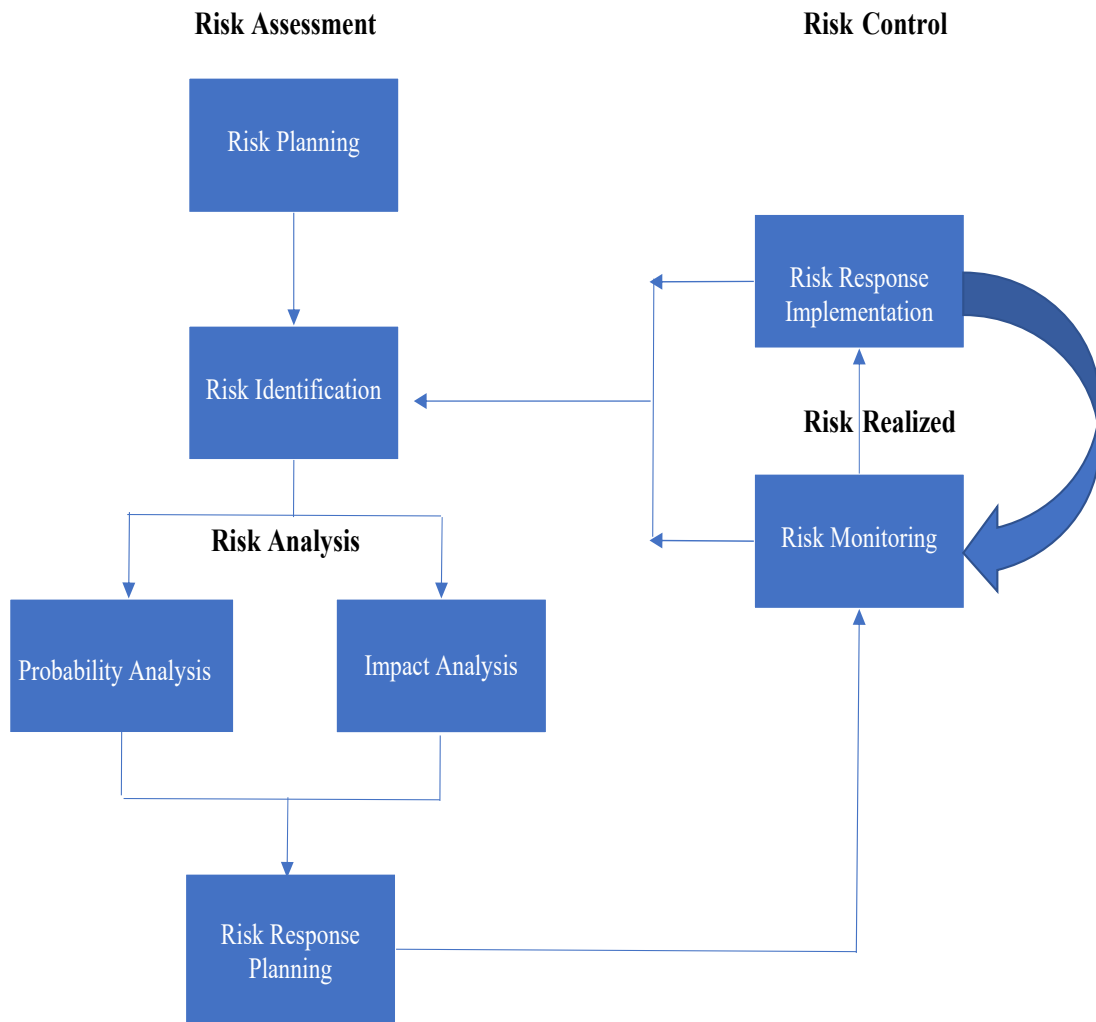 Risk Assessment
Risk Control
Risk Planning
Risk Response
Implementation
Risk Identification
Risk Realized
Risk Analysis
Risk Monitoring
Probability Analysis
Impact Analysis
Risk Response
Planning